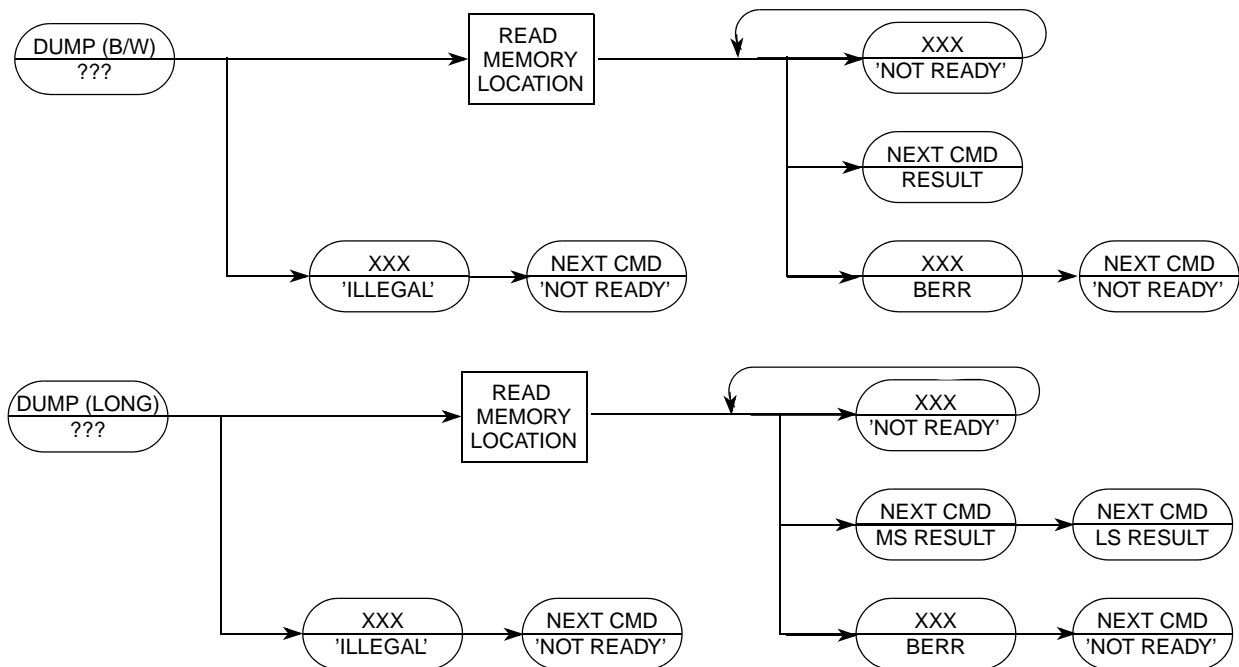 DUMP (B/W)
???
READ
MEMORY
LOCATION
XXX
'NOT READY'
NEXT CMD
RESULT
XXX
'ILLEGAL'
NEXT CMD
'NOT READY'
XXX
BERR
NEXT CMD
'NOT READY'
DUMP (LONG)
???
READ
MEMORY
LOCATION
XXX
'NOT READY'
NEXT CMD
MS RESULT
NEXT CMD
LS RESULT
XXX
'ILLEGAL'
NEXT CMD
'NOT READY'
XXX
BERR
NEXT CMD
'NOT READY'